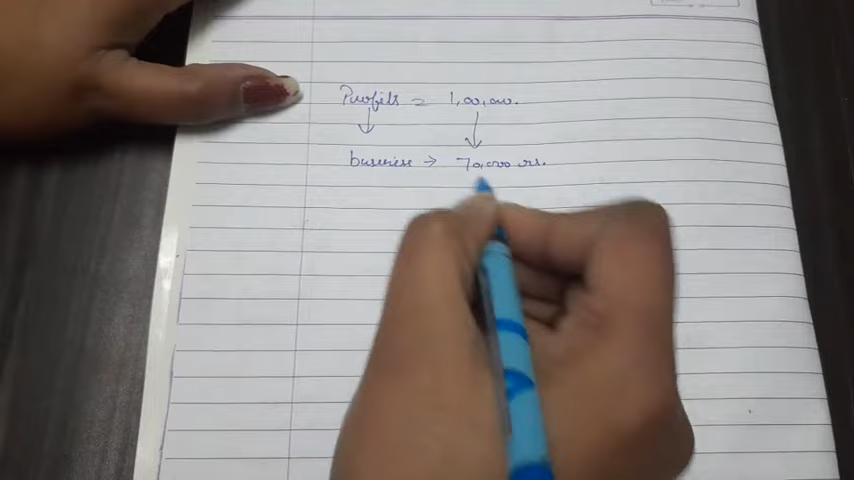 Profits = 1,00,000.
business → 70,000 rs.